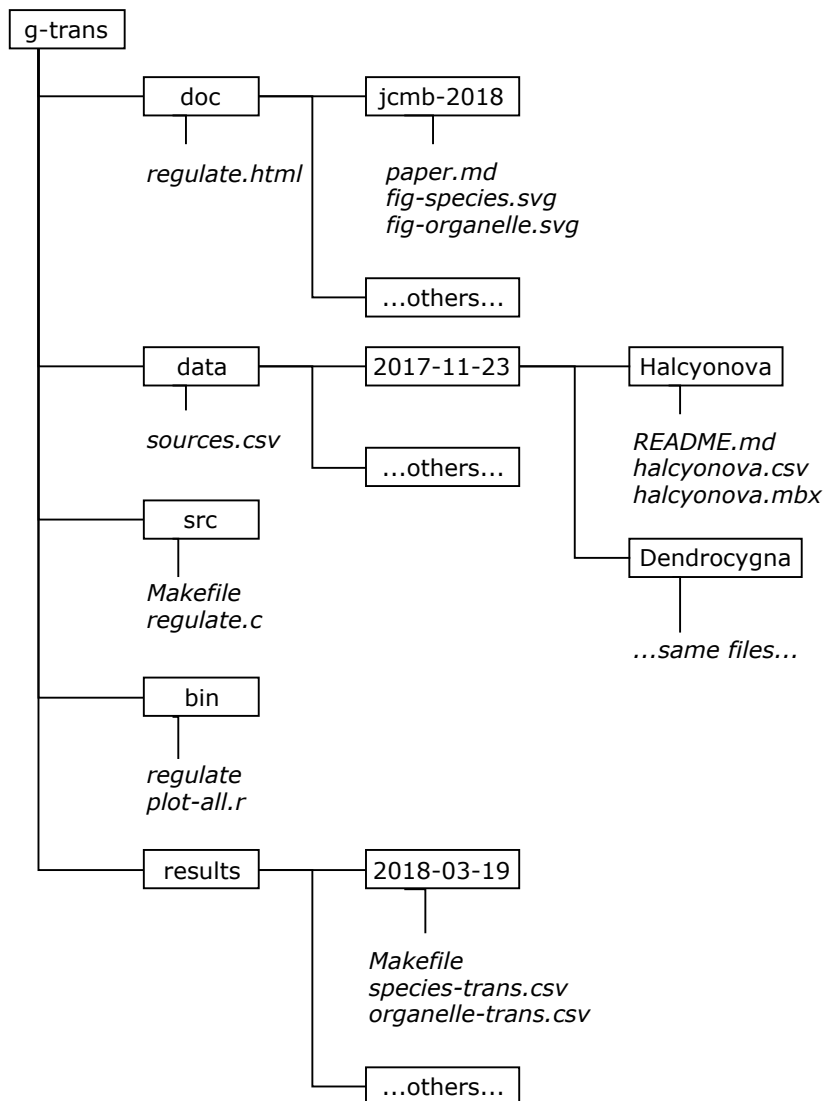 g-trans
doc
jcmb-2018
regulate.html
paper.md
fig-species.svg
fig-organelle.svg
...others...
data
2017-11-23
Halcyonova
sources.csv
README.md
halcyonova.csv
halcyonova.mbx
...others...
src
Dendrocygna
Makefile
regulate.c
...same files...
bin
regulate
plot-all.r
results
2018-03-19
Makefile
species-trans.csv
organelle-trans.csv
...others...